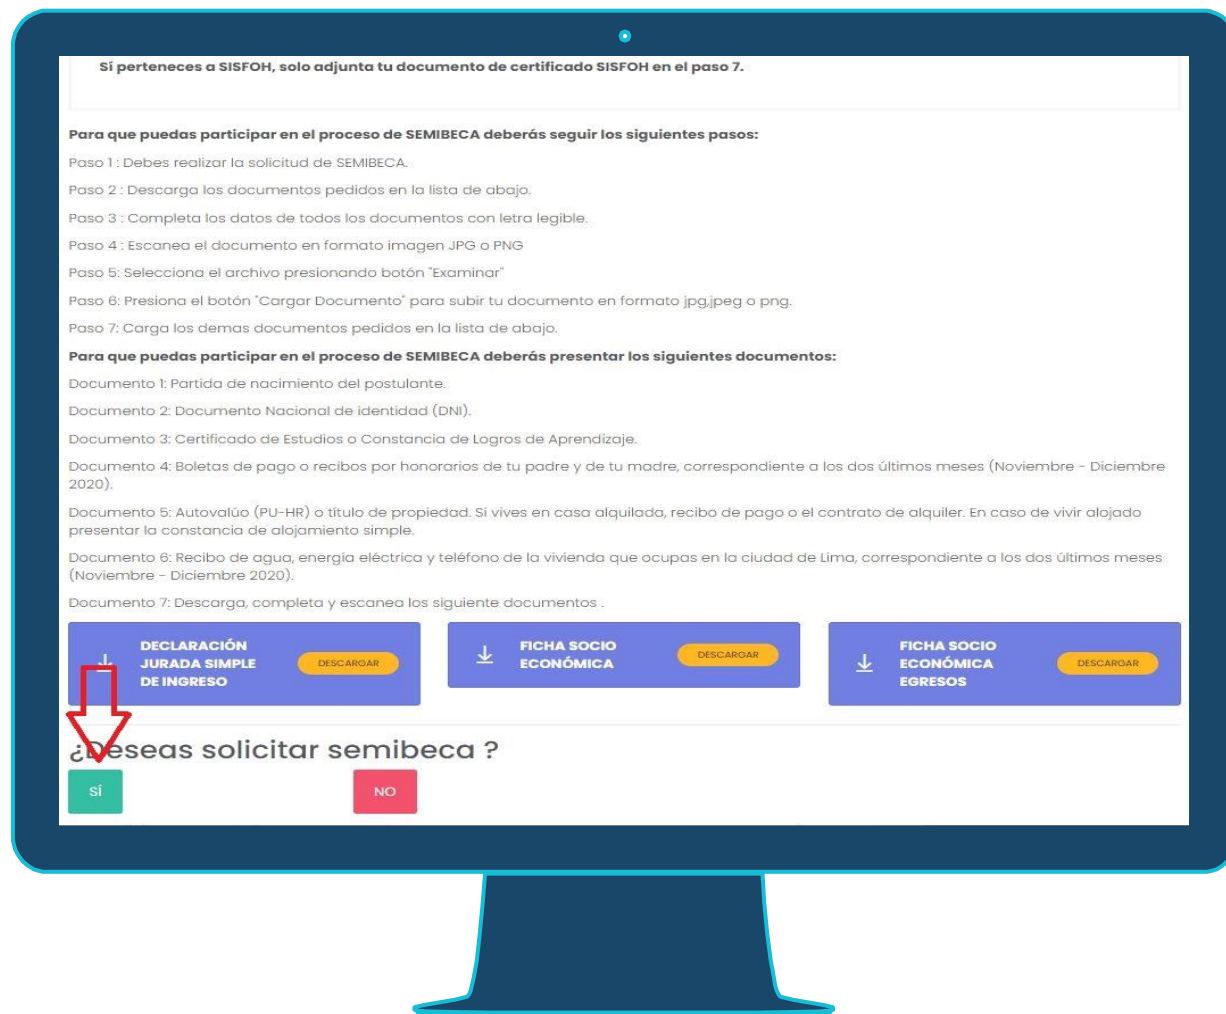 Sí perteneces a SISFOH, solo adjunta tu documento de certificado SISFOH en el paso 7.
Para que puedas participar en el proceso de SEMIBECA deberás seguir los siguientes pasos:
Paso 1 : Debes realizar la solicitud de SEMIBECA.
Paso 2 : Descarga los documentos pedidos en la lista de abajo.
Paso 3 : Completa los datos de todos los documentos con letra legible.
Paso 4 : Escanea el documento en formato imagen JPG o PNG
Paso 5: Selecciona el archivo presionando botón "Examinar"
Paso 6: Presiona el botón "Cargar Documento" para subir tu documento en formato jpg,jpeg o png.
Paso 7: Carga los demas documentos pedidos en la lista de abajo.
Para que puedas participar en el proceso de SEMIBECA deberás presentar los siguientes documentos:
Documento 1: Partida de nacimiento del postulante.
Documento 2: Documento Nacional de identidad (DNI).
Documento 3: Certificado de Estudios o Constancia de Logros de Aprendizaje.
Documento 4: Boletas de pago o recibos por honorarios de tu padre y de tu madre, correspondiente a los dos últimos meses (Noviembre - Diciembre
2020).
Documento 5: Autovalúo (PU-HR) o título de propiedad. Si vives en casa alquilada, recibo de pago o el contrato de alquiler. En caso de vivir alojado
presentar la constancia de alojamiento simple.
Documento 6: Recibo de agua, energía eléctrica y teléfono de la vivienda que ocupas en la ciudad de Lima, correspondiente a los dos últimos meses
(Noviembre - Diciembre 2020).
Documento 7: Descarga, completa y escanea los siguiente documentos .
DECLARACIÓN
JURADA SIMPLE
DE INGRESO
DESCARGAR
FICHA SOCIO
ECONÓMICA
DESCARGAR
FICHA SOCIO
ECONÓMICA
EGRESOS
DESCARGAR
¿Deseas solicitar semibeca ?
SÍ
NO